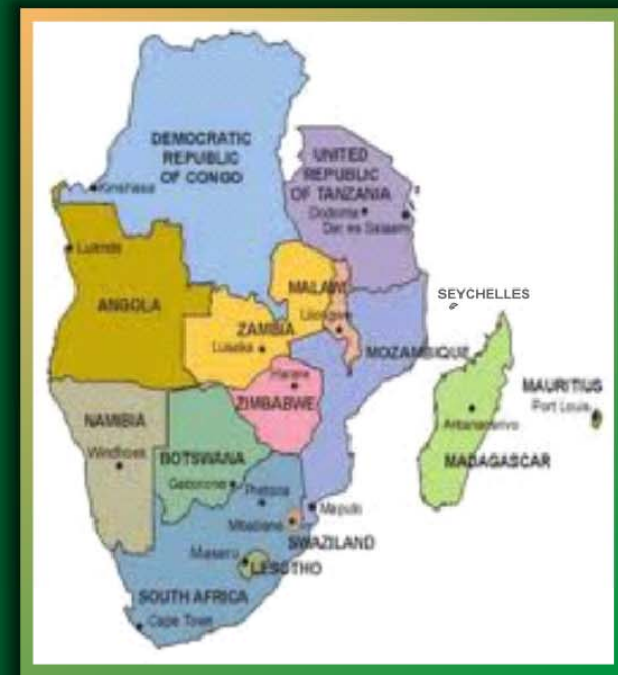 DEMOCRATIC
REPUBLIC
OF CONGO
Kinshasa
UNITED
REPUBLIC
OF TANZANIA
Dodoma
Dar es Salaam
Luanda
ANGOLA
MALAWI
Lilongwe
ZAMBIA
Lusaka
SEYCHELLES
MOZAMBIQUE
Harare
ZIMBABWE
MAURITIUS
Port Louis
Antananarivo
MADAGASCAR
NAMIBIA
Windhoek
BOTSWANA
Gaborone
Pretoria
Maputo
Mbabane
SWAZILAND
Maseru
LESOTHO
SOUTH AFRICA
Cape Town